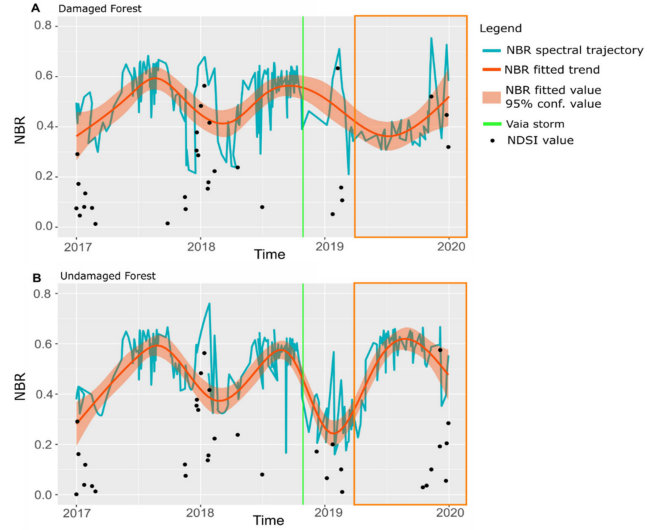 A
Damaged Forest
0.8
0.6
0.4
0.2
0.0
NBR
2017
2018
2019
2020
Time
B
Undamaged Forest
0.8
0.6
0.4
0.2
0.0
NBR
2017
2018
2019
2020
Time
Legend
NBR spectral trajectory
NBR fitted trend
NBR fitted value
95% conf. value
Vaia storm
NDSI value